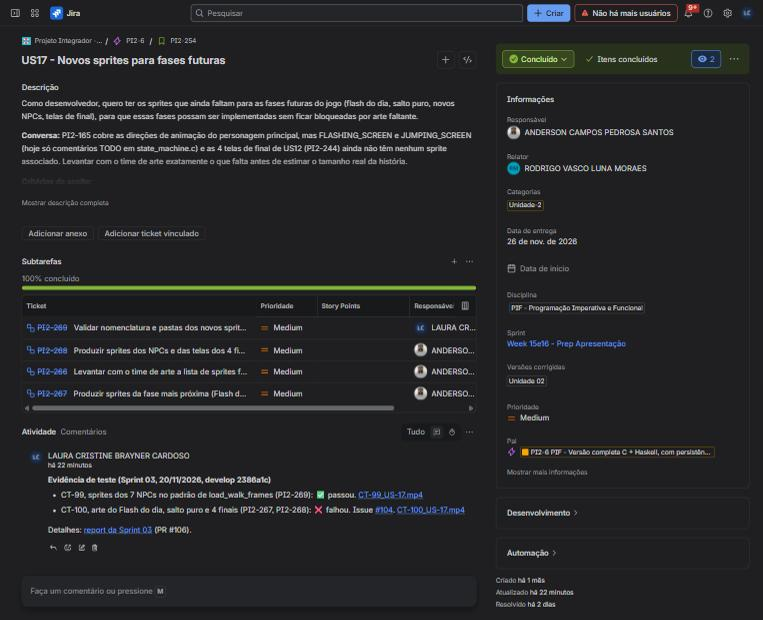 Jira
Pesquisar
+ Criar
Não há mais usuários
9+
LC
Projeto Integrador -... / PI2-6 / PI2-254
US17 - Novos sprites para fases futuras
Descrição
Como desenvolvedor, quero ter os sprites que ainda faltam para as fases futuras do jogo (flash do dia, salto puro, novos
NPCs, telas de final), para que essas fases possam ser implementadas sem ficar bloqueadas por arte faltante.
Conversa: PI2-165 cobre as direções de animação do personagem principal, mas FLASHING_SCREEN e JUMPING_SCREEN
(hoje só comentários TODO em state_machine.c) e as 4 telas de final de US12 (PI2-244) ainda não têm nenhum sprite
associado. Levantar com o time de arte exatamente o que falta antes de estimar o tamanho real da história.
Critérios de aceite:
Mostrar descrição completa
Adicionar anexo
Adicionar ticket vinculado
Subtarefas
100% concluído
Ticket Prioridade Story Points Responsáve
PI2-269 Validar nomenclatura e pastas dos novos sprit... Medium LC LAURA CR...
PI2-268 Produzir sprites dos NPCs e das telas dos 4 fi... Medium ANDERSO...
PI2-266 Levantar com o time de arte a lista de sprites f... Medium ANDERSO...
PI2-267 Produzir sprites da fase mais próxima (Flash d... Medium ANDERSO...
Atividade Comentários
Tudo
LC LAURA CRISTINE BRAYNER CARDOSO
há 22 minutos
Evidência de teste (Sprint 03, 20/11/2026, develop 2386a1c)
• CT-99, sprites dos 7 NPCs no padrão de load_walk_frames (PI2-269): ✅ passou. CT-99_US-17.mp4
• CT-100, arte do Flash do dia, salto puro e 4 finais (PI2-267, PI2-268): ❌ falhou. Issue #104. CT-100_US-17.mp4
Detalhes: report da Sprint 03 (PR #106).
Faça um comentário ou pressione M
Concluído
Itens concluídos
2
Informações
Responsável
ANDERSON CAMPOS PEDROSA SANTOS
Relator
RODRIGO VASCO LUNA MORAES
Categorias
Unidade-2
Data de entrega
26 de nov. de 2026
Data de início
Disciplina
PIF - Programação Imperativa e Funcional
Sprint
Week 15e16 - Prep Apresentação
Versões corrigidas
Unidade 02
Prioridade
Medium
Pai
PI2-6 PIF - Versão completa C + Haskell, com persistên...
Mostrar mais informações
Desenvolvimento
Automação
Criado há 1 mês
Atualizado há 22 minutos
Resolvido há 2 dias